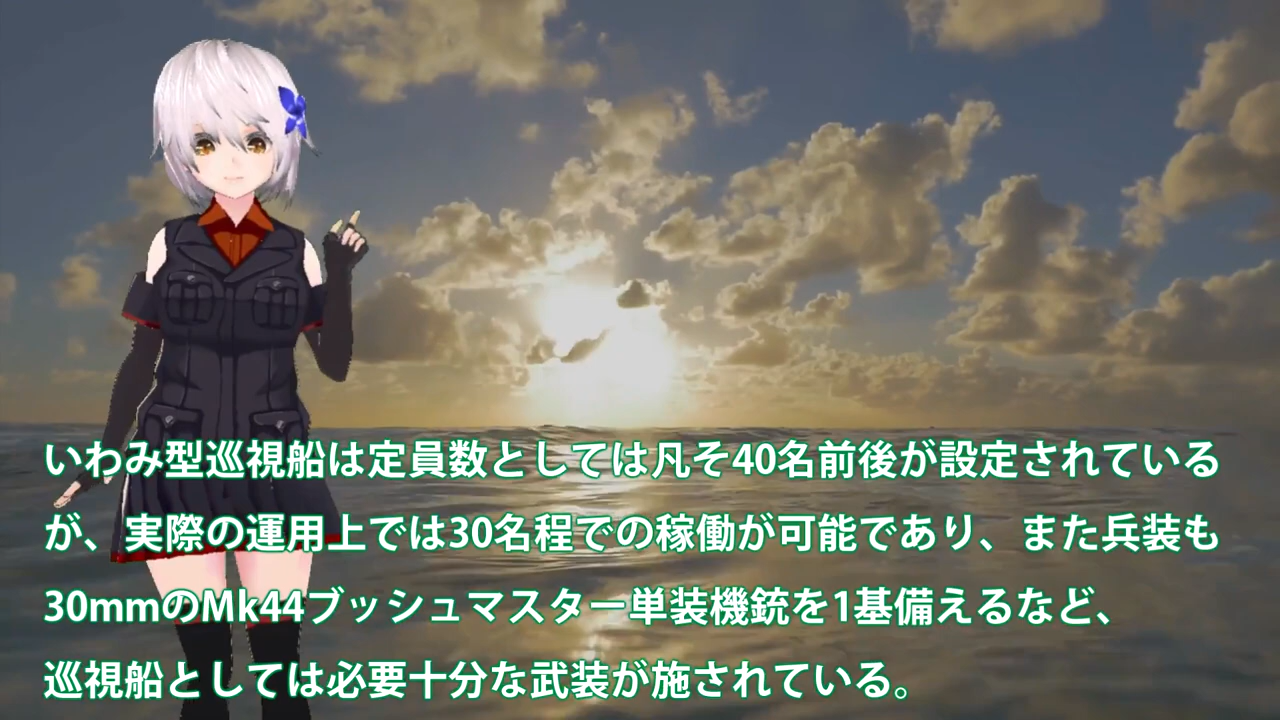 いわみ型巡視船は定員数としては凡そ40名前後が設定されている
が、実際の運用上では30名程での稼働が可能であり、また兵装も
30mmのMk44ブッシュマスター単装機銃を1基備えるなど、
巡視船としては必要十分な武装が施されている。